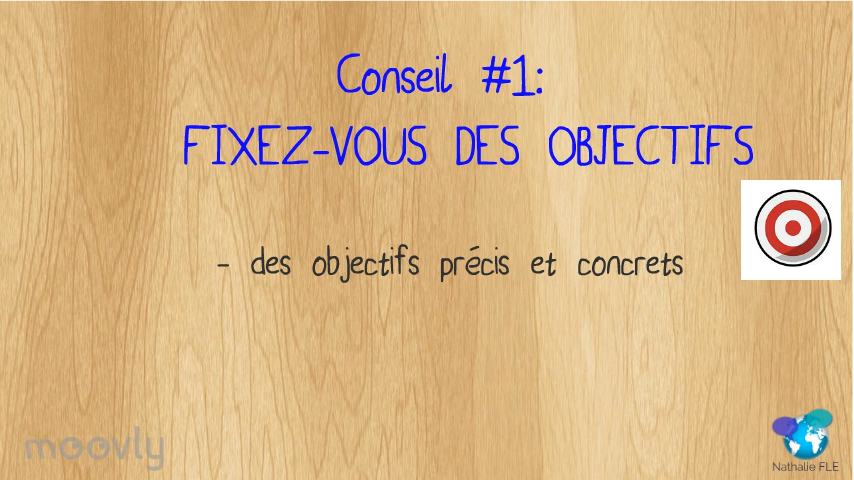 Conseil #1:
FIXEZ-VOUS DES OBJECTIFS
- des objectifs précis et concrets
moovly
Nathalie FLE